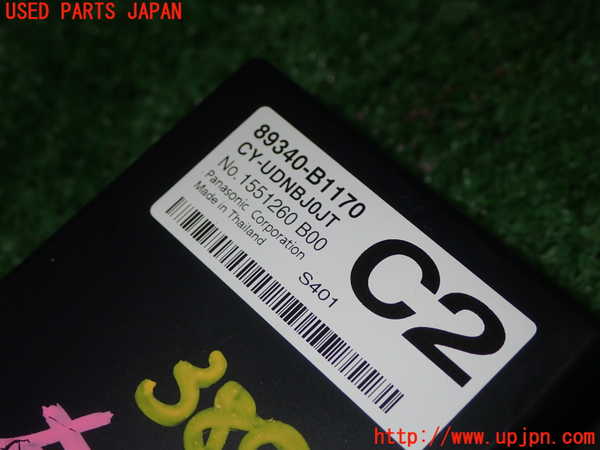 USED PARTS JAPAN
89340-B1170
CY-UDNBJ0JT
No. 1551260 B00
Panasonic Corporation
Made in Thailand
S401
C2
http://www.upjpn.com/